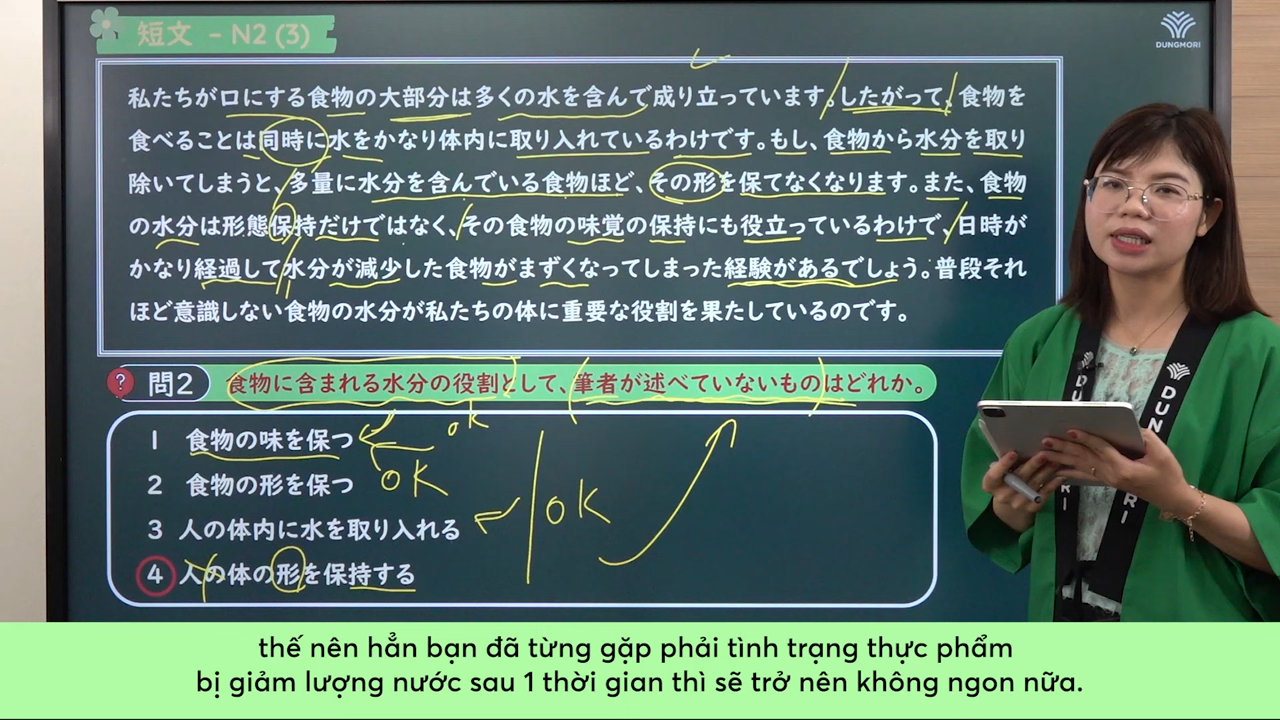 短文 - N2 (3)
DUNGMORI
私たちが口にする食物の大部分は多くの水を含んで成り立っています。したがって、食物を
食べることは同時に水をかなり体内に取り入れているわけです。もし、食物から水分を取り
除いてしまうと、多量に水分を含んでいる食物ほど、その形を保てなくなります。また、食物
の水分は形態保持だけではなく、その食物の味覚の保持にも役立っているわけで、日時が
かなり経過して水分が減少した食物がまずくなってしまった経験があるでしょう。普段それ
ほど意識しない食物の水分が私たちの体に重要な役割を果たしているのです。
? 問2 食物に含まれる水分の役割として、筆者が述べていないものはどれか。
1 食物の味を保つ
OK
2 食物の形を保つ
OK
3 人の体内に水を取り入れる
OK
4 人の体の形を保持する
DUN
RI
RI
thế nên hẳn bạn đã từng gặp phải tình trạng thực phẩm
bị giảm lượng nước sau 1 thời gian thì sẽ trở nên không ngon nữa.